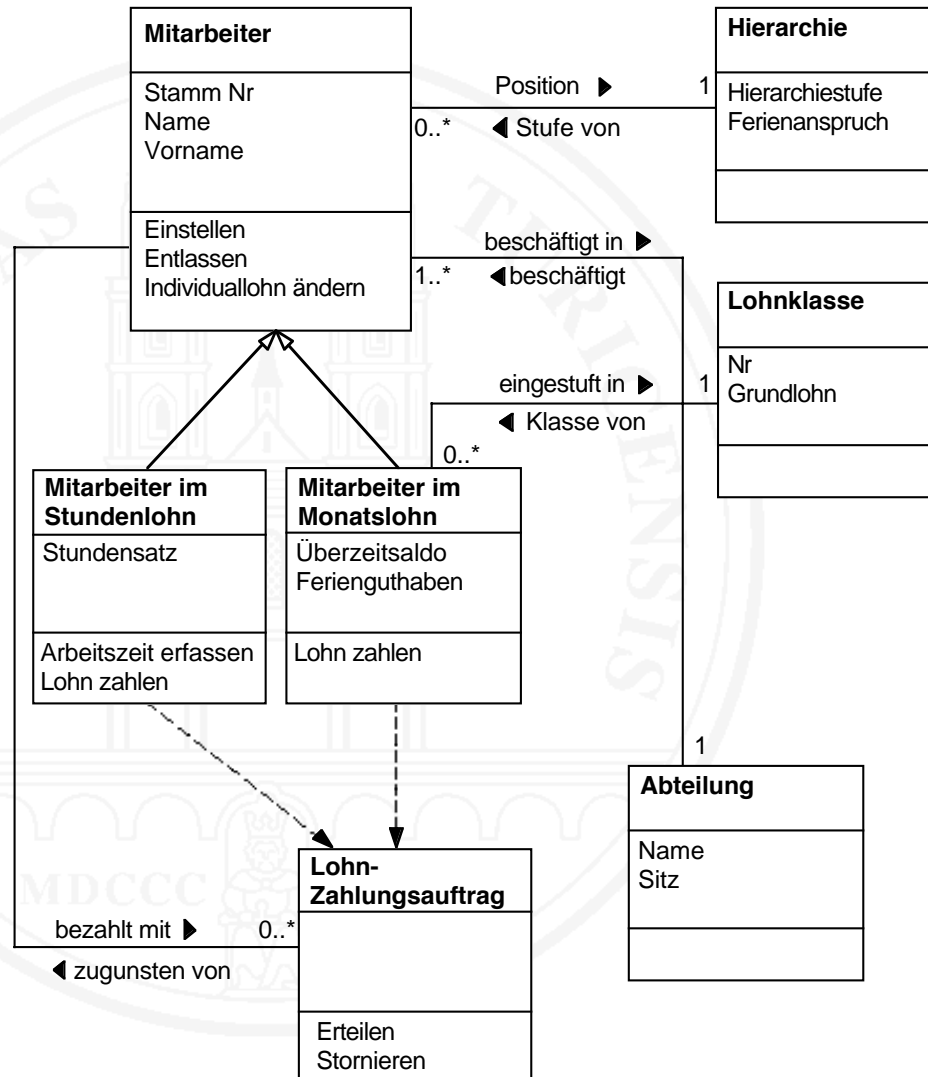 Mitarbeiter
Stamm Nr
Name
Vorname
Einstellen
Entlassen
Individuallohn ändern
Hierarchie
Hierarchiestufe
Ferienanspruch
Position ▶
1
0..*
◀ Stufe von
beschäftigt in ▶
1..*
◀ beschäftigt
Lohnklasse
Nr
Grundlohn
eingestuft in ▶
1
◀ Klasse von
0..*
Mitarbeiter im
Stundenlohn
Stundensatz
Arbeitszeit erfassen
Lohn zahlen
Mitarbeiter im
Monatslohn
Überzeitsaldo
Ferienguthaben
Lohn zahlen
1
Abteilung
Name
Sitz
Lohn-
Zahlungsauftrag
Erteilen
Stornieren
bezahlt mit ▶
0..*
◀ zugunsten von
TURICENSIS
MDCCC
AS